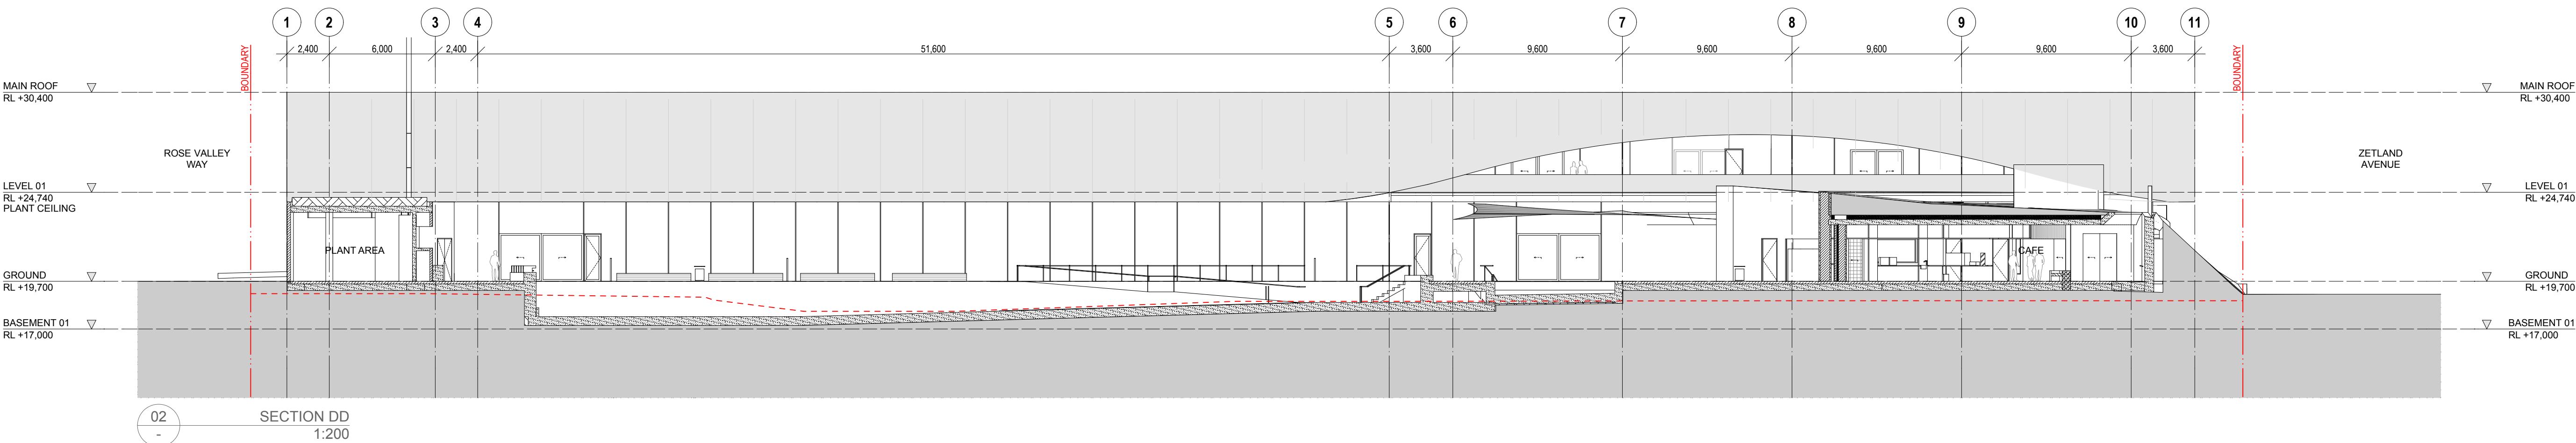 1 2 3 4 5 6 7 8 9 10 11
2,400 6,000 2,400 51,600 3,600 9,600 9,600 9,600 9,600 3,600
BOUNDARY
BOUNDARY
MAIN ROOF
RL +30,400
MAIN ROOF
RL +30,400
ROSE VALLEY
WAY
ZETLAND
AVENUE
LEVEL 01
RL +24,740
PLANT CEILING
LEVEL 01
RL +24,740
PLANT AREA
CAFE
GROUND
RL +19,700
GROUND
RL +19,700
BASEMENT 01
RL +17,000
BASEMENT 01
RL +17,000
02
-
SECTION DD
1:200